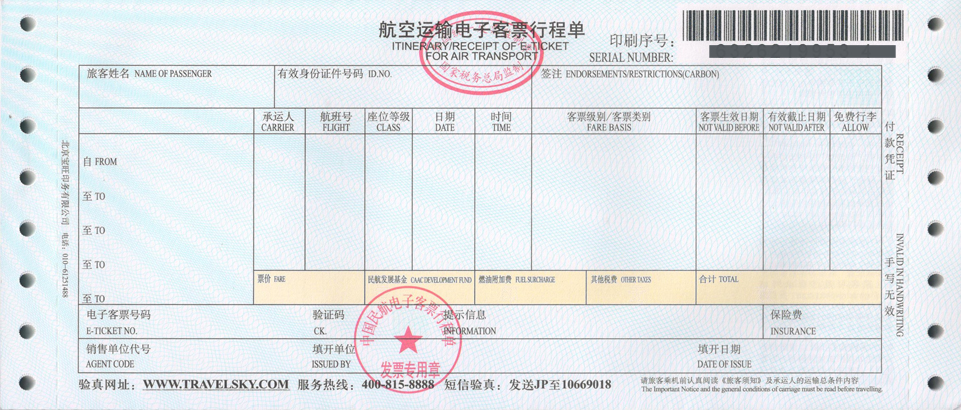 航空运输电子客票行程单
ITINERARY/RECEIPT OF E-TICKET
FOR AIR TRANSPORT
国家税务总局监制
印刷序号:
SERIAL NUMBER:
旅客姓名 NAME OF PASSENGER
有效身份证件号码 ID.NO.
签注 ENDORSEMENTS/RESTRICTIONS(CARBON)
承运人
CARRIER
航班号
FLIGHT
座位等级
CLASS
日期
DATE
时间
TIME
客票级别/客票类别
FARE BASIS
客票生效日期
NOT VALID BEFORE
有效截止日期
NOT VALID AFTER
免费行李
ALLOW
自 FROM
至 TO
至 TO
至 TO
至 TO
票价 FARE
民航发展基金 CAAC DEVELOPMENT FUND
燃油附加费 FUEL SURCHARGE
其他税费 OTHER TAXES
合计 TOTAL
电子客票号码
E-TICKET NO.
验证码
CK.
提示信息
INFORMATION
保险费
INSURANCE
销售单位代号
AGENT CODE
填开单位
ISSUED BY
填开日期
DATE OF ISSUE
中国民航电子客票行程单
发票专用章
验真网址: WWW.TRAVELSKY.COM 服务热线: 400-815-8888 短信验真: 发送JP至10669018
请旅客乘机前认真阅读《旅客须知》及承运人的运输总条件内容
The Important Notice and the general conditions of carriage must be read before travelling.
付款凭证
RECEIPT
手写无效
INVALID IN HANDWRITING
北京宝旺印务有限公司 电话: 010-61251488